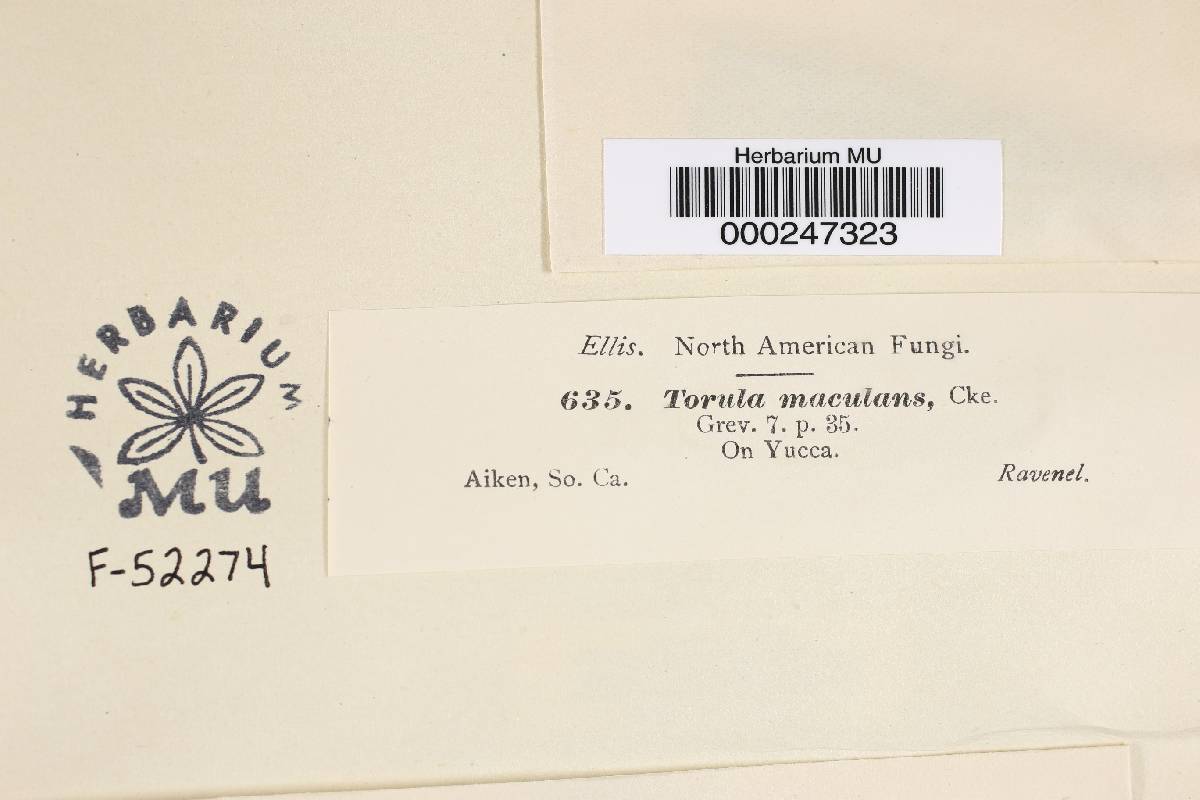 Herbarium MU
000247323
HERBARIUM
MU
F-52274
Ellis. North American Fungi.
635. Torula maculans, Cke.
Grev. 7. p. 35.
On Yucca.
Aiken, So. Ca. Ravenel.